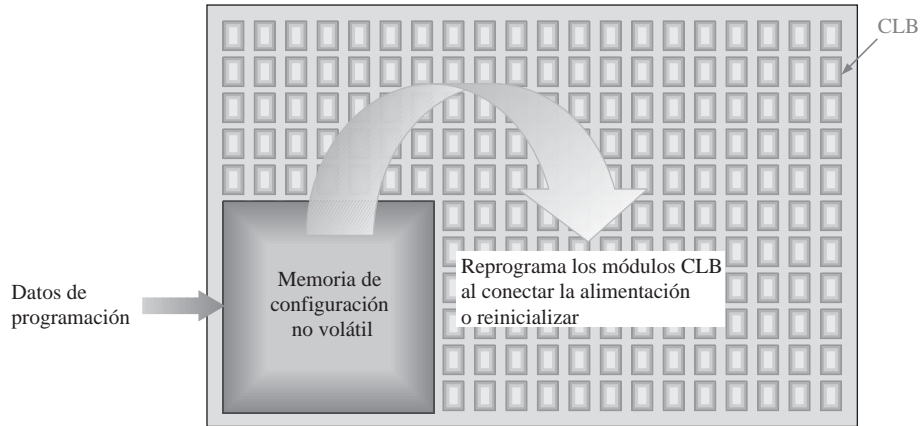 CLB
Datos de
programación
Memoria de
configuración
no volátil
Reprograma los módulos CLB
al conectar la alimentación
o reinicializar